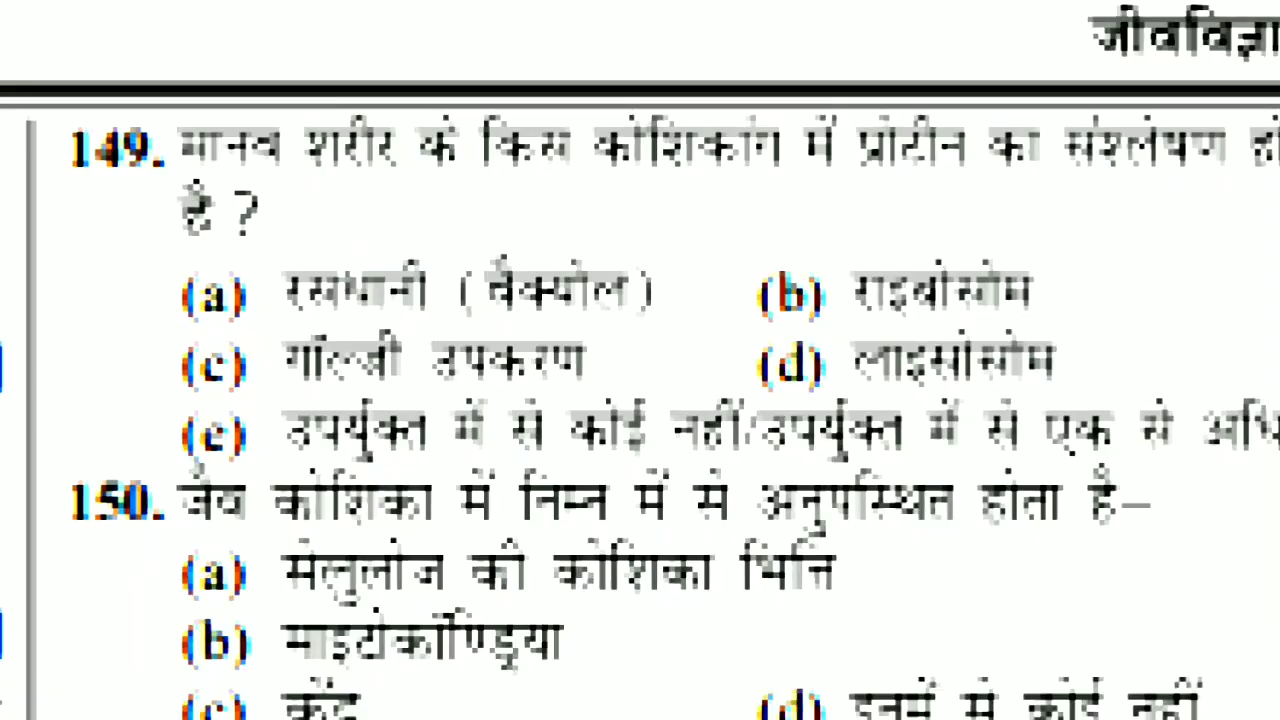 जीवविज्ञा
149. मानव शरीर के किस कोशिकांग में प्रोटीन का संश्लेषण हो
है ?
(a) रसधानी (वैक्योल) (b) राइबोसोम
(c) गॉल्जी उपकरण (d) लाइसोसोम
(e) उपर्युक्त में से कोई नहीं/उपर्युक्त में से एक से अधि
150. जैव कोशिका में निम्न में से अनुपस्थित होता है–
(a) सेलुलोज की कोशिका भित्ति
(b) माइटोकॉण्ड्रिया
(c) केंद्र (d) इनमें से कोई नहीं